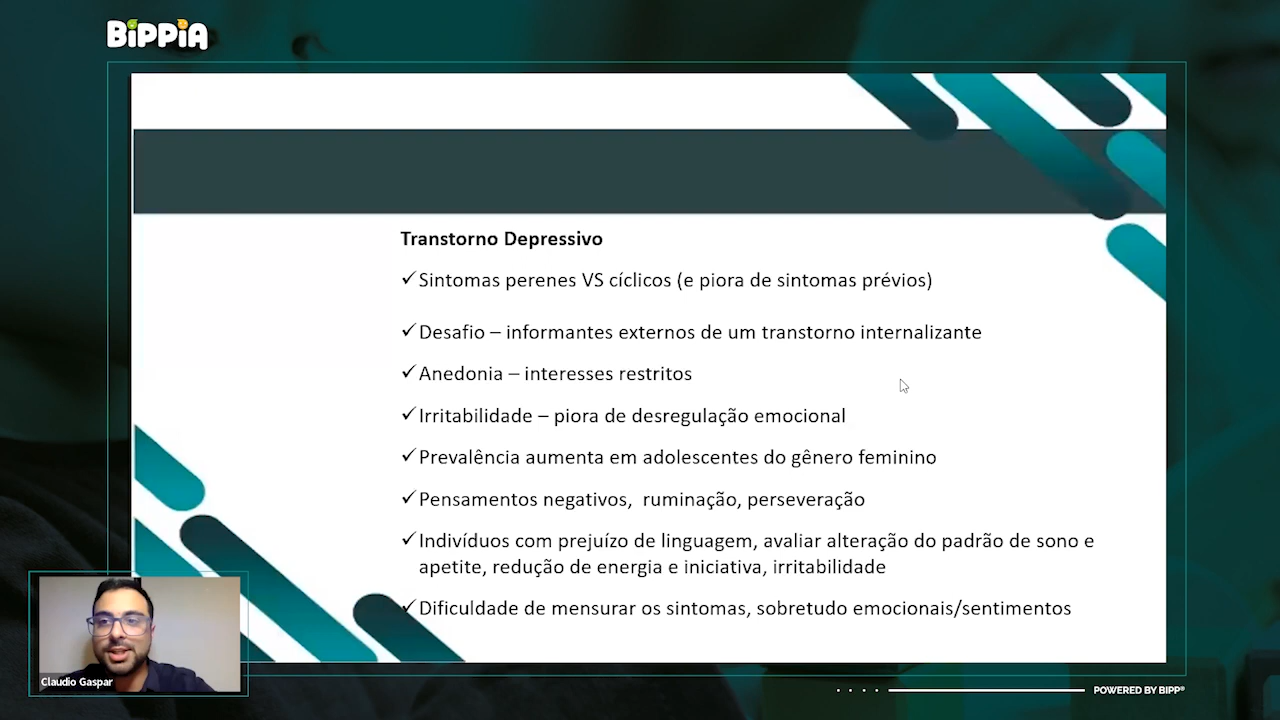 BiPPiA
Transtorno Depressivo
✓Sintomas perenes VS cíclicos (e piora de sintomas prévios)
✓Desafio – informantes externos de um transtorno internalizante
✓Anedonia – interesses restritos
✓Irritabilidade – piora de desregulação emocional
✓Prevalência aumenta em adolescentes do gênero feminino
✓Pensamentos negativos,  ruminação, perseveração
✓Indivíduos com prejuízo de linguagem, avaliar alteração do padrão de sono e
apetite, redução de energia e iniciativa, irritabilidade
✓Dificuldade de mensurar os sintomas, sobretudo emocionais/sentimentos
Claudio Gaspar
POWERED BY BIPP®